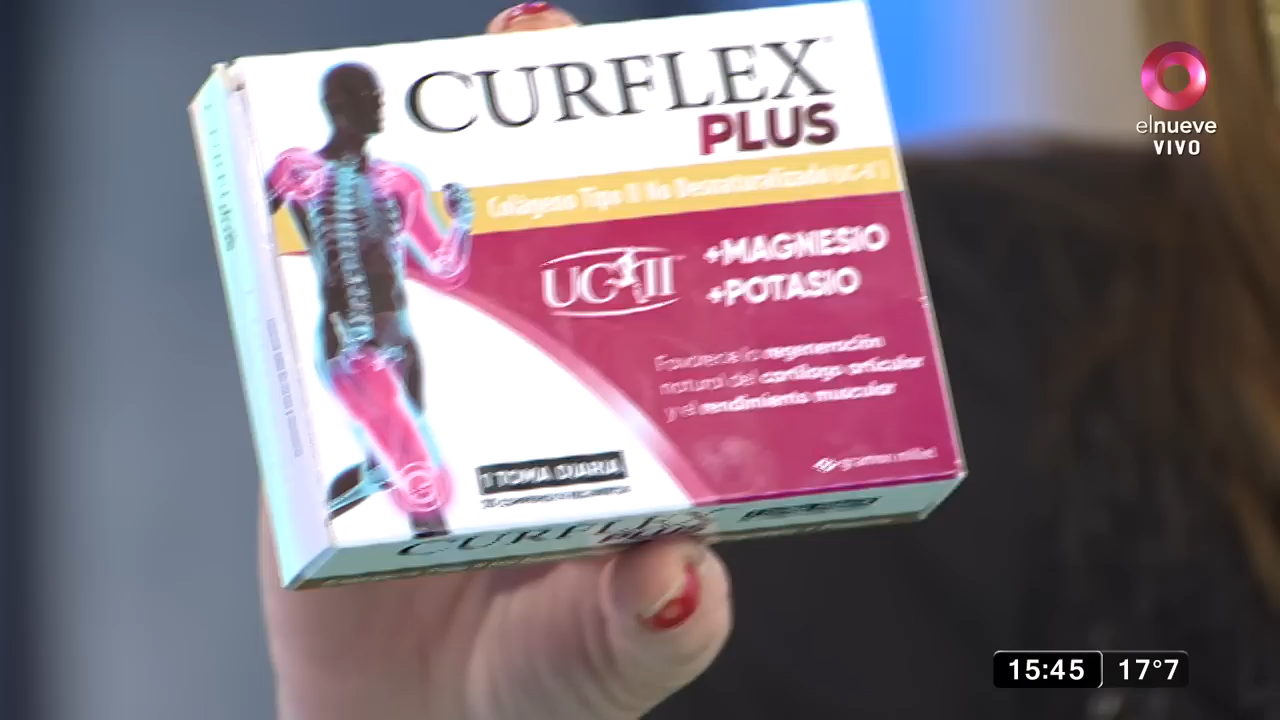 CURFLEX
PLUS
Colágeno Tipo II No Desnaturalizado (UC-II)
UC-II
+MAGNESIO
+POTASIO
Favorece la regeneración
natural del cartílago articular
y el rendimiento muscular
1 TOMA DIARIA
CURFLEX
PLUS
elnueve
VIVO
15:45
17°7